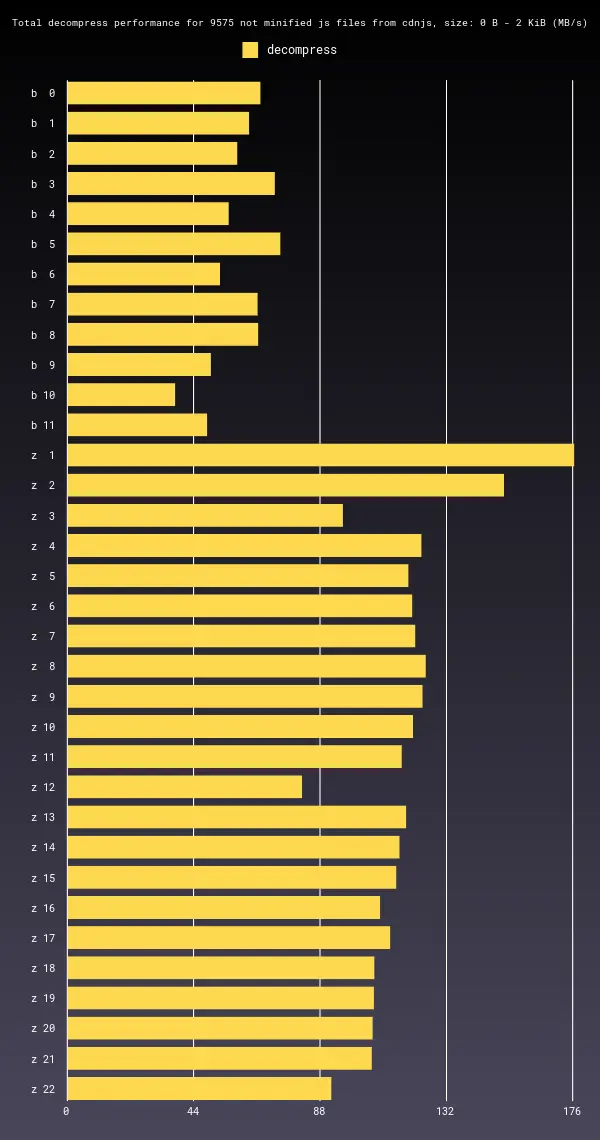 Total decompress performance for 9575 not minified js files from cdnjs, size: 0 B - 2 KiB (MB/s)
decompress
b 0
b 1
b 2
b 3
b 4
b 5
b 6
b 7
b 8
b 9
b 10
b 11
z 1
z 2
z 3
z 4
z 5
z 6
z 7
z 8
z 9
z 10
z 11
z 12
z 13
z 14
z 15
z 16
z 17
z 18
z 19
z 20
z 21
z 22
0 44 88 132 176